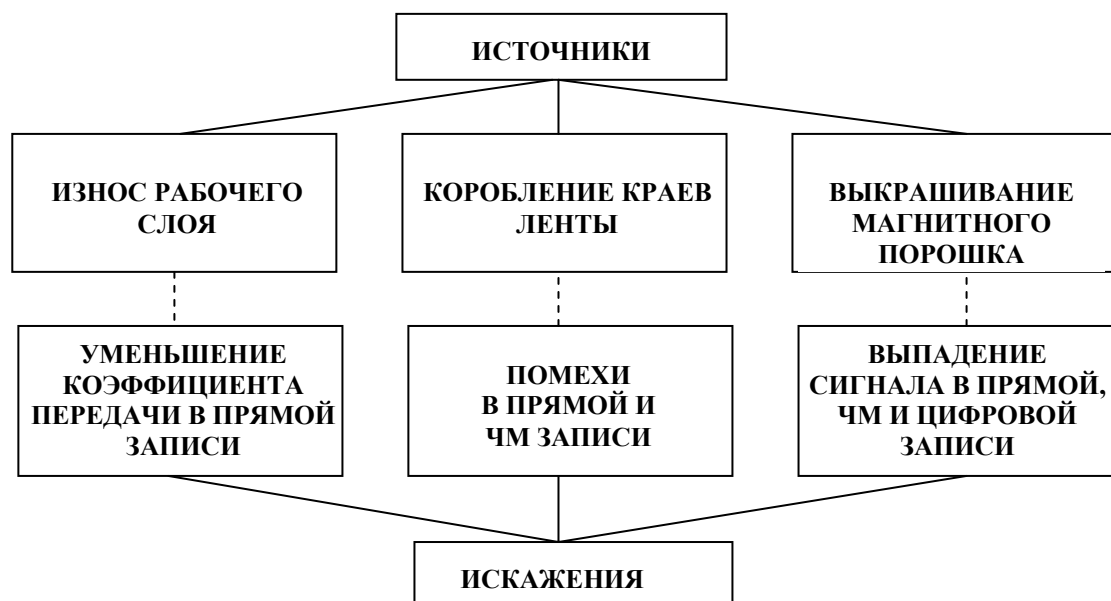 ИСТОЧНИКИ
ИЗНОС РАБОЧЕГО
СЛОЯ
КОРОБЛЕНИЕ КРАЕВ
ЛЕНТЫ
ВЫКРАШИВАНИЕ
МАГНИТНОГО
ПОРОШКА
УМЕНЬШЕНИЕ
КОЭФФИЦИЕНТА
ПЕРЕДАЧИ В ПРЯМОЙ
ЗАПИСИ
ПОМЕХИ
В ПРЯМОЙ И
ЧМ ЗАПИСИ
ВЫПАДЕНИЕ
СИГНАЛА В ПРЯМОЙ,
ЧМ И ЦИФРОВОЙ
ЗАПИСИ
ИСКАЖЕНИЯ